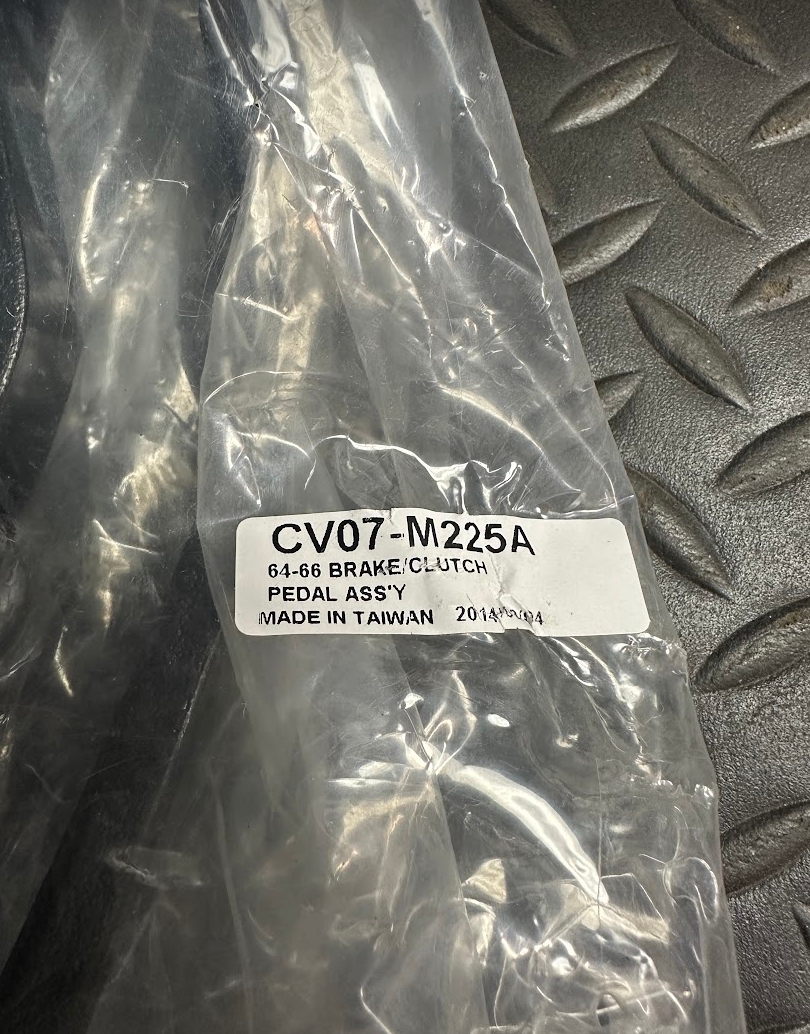 CV07-M225A
64-66 BRAKE/CLUTCH
PEDAL ASS'Y
MADE IN TAIWAN